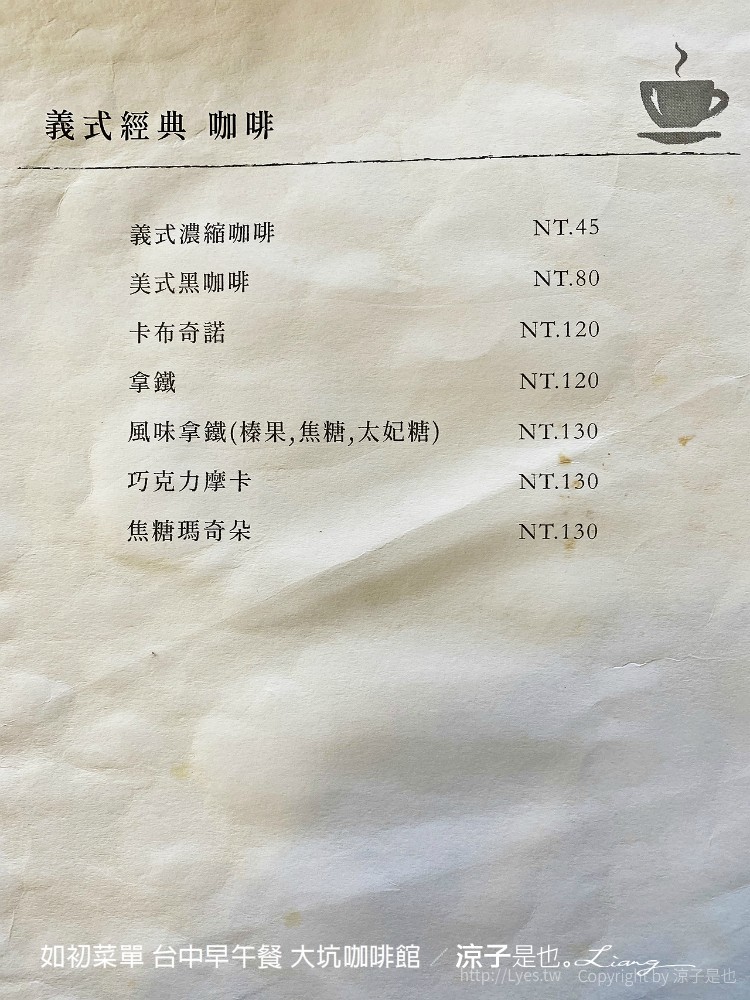 義式經典 咖啡
義式濃縮咖啡 NT.45
美式黑咖啡 NT.80
卡布奇諾 NT.120
拿鐵 NT.120
風味拿鐵(榛果,焦糖,太妃糖) NT.130
巧克力摩卡 NT.130
焦糖瑪奇朵 NT.130
如初菜單 台中早午餐 大坑咖啡館 / 涼子是也。Liang
http://Lyes.tw Copyright by 涼子是也